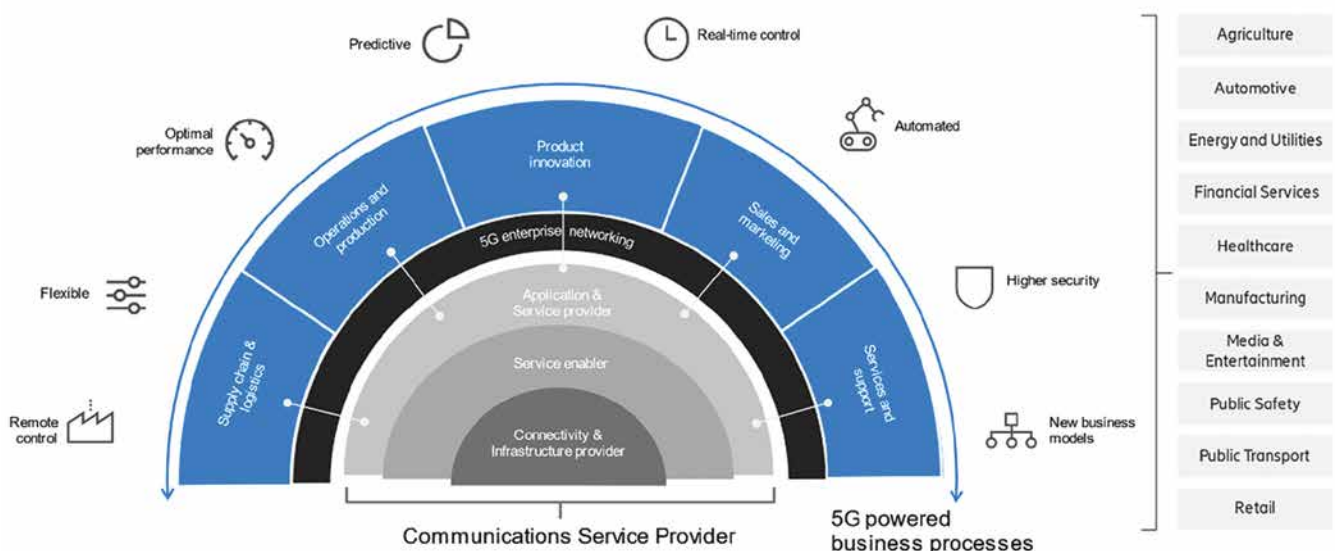 Predictive
Real-time control
Optimal
performance
Automated
Flexible
Higher security
Remote
control
New business
models
Supply chain &
logistics
Operations and
production
Product
innovation
Sales and
marketing
Services and
support
5G enterprise networking
Application &
Service provider
Service enabler
Connectivity &
Infrastructure provider
Communications Service Provider
5G powered
business processes
Agriculture
Automotive
Energy and Utilities
Financial Services
Healthcare
Manufacturing
Media &
Entertainment
Public Safety
Public Transport
Retail